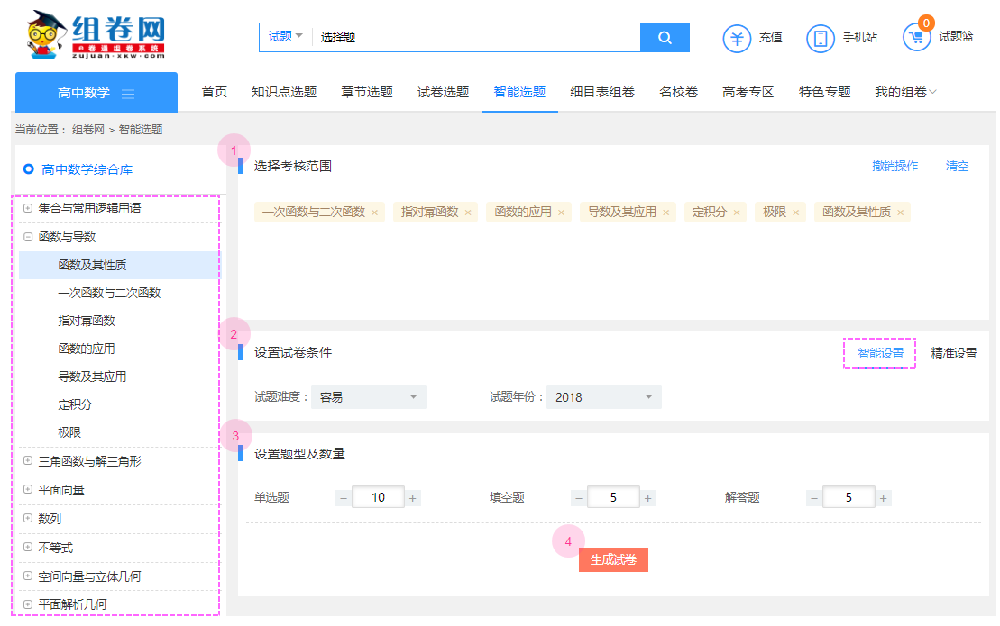 组卷网
e卷通组卷系统
zujuan·xkw·com
试题 选择题
充值
手机站
0
试题篮
高中数学
首页 知识点选题 章节选题 试卷选题 智能选题 细目表组卷 名校卷 高考专区 特色专题 我的组卷
当前位置： 组卷网 > 智能选题
高中数学综合库
集合与常用逻辑用语
函数与导数
函数及其性质
一次函数与二次函数
指对幂函数
函数的应用
导数及其应用
定积分
极限
三角函数与解三角形
平面向量
数列
不等式
空间向量与立体几何
平面解析几何
1
选择考核范围 撤销操作 清空
一次函数与二次函数 × 指对幂函数 × 函数的应用 × 导数及其应用 × 定积分 × 极限 × 函数及其性质 ×
2
设置试卷条件 智能设置 精准设置
试题难度： 容易 试题年份： 2018
3
设置题型及数量
单选题 − 10 + 填空题 − 5 + 解答题 − 5 +
4
生成试卷